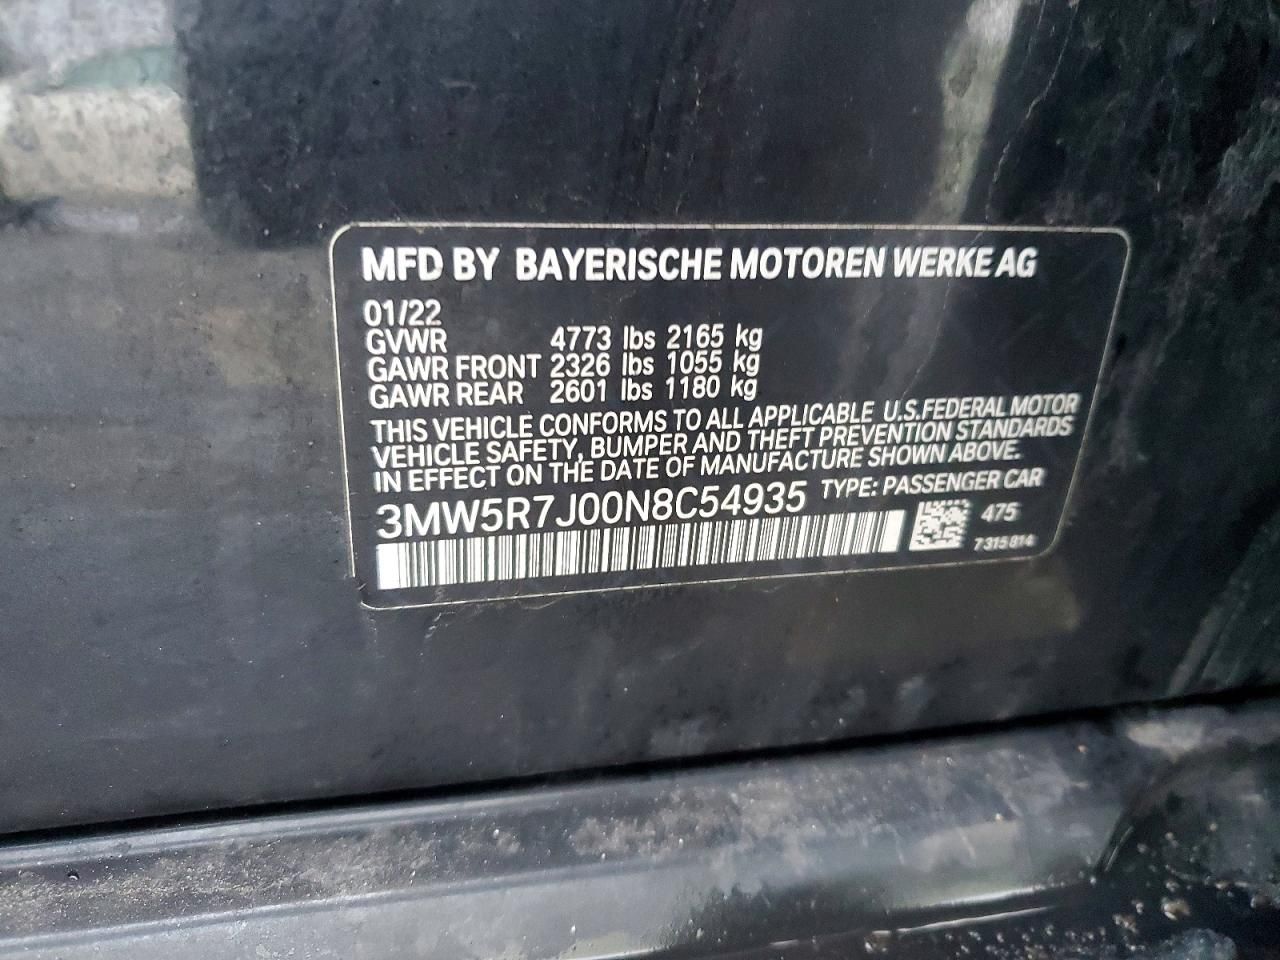 MFD BY BAYERISCHE MOTOREN WERKE AG
01/22
GVWR 4773 lbs 2165 kg
GAWR FRONT 2326 lbs 1055 kg
GAWR REAR 2601 lbs 1180 kg
THIS VEHICLE CONFORMS TO ALL APPLICABLE U.S.FEDERAL MOTOR
VEHICLE SAFETY, BUMPER AND THEFT PREVENTION STANDARDS
IN EFFECT ON THE DATE OF MANUFACTURE SHOWN ABOVE.
3MW5R7J00N8C54935 TYPE: PASSENGER CAR
475
7315814